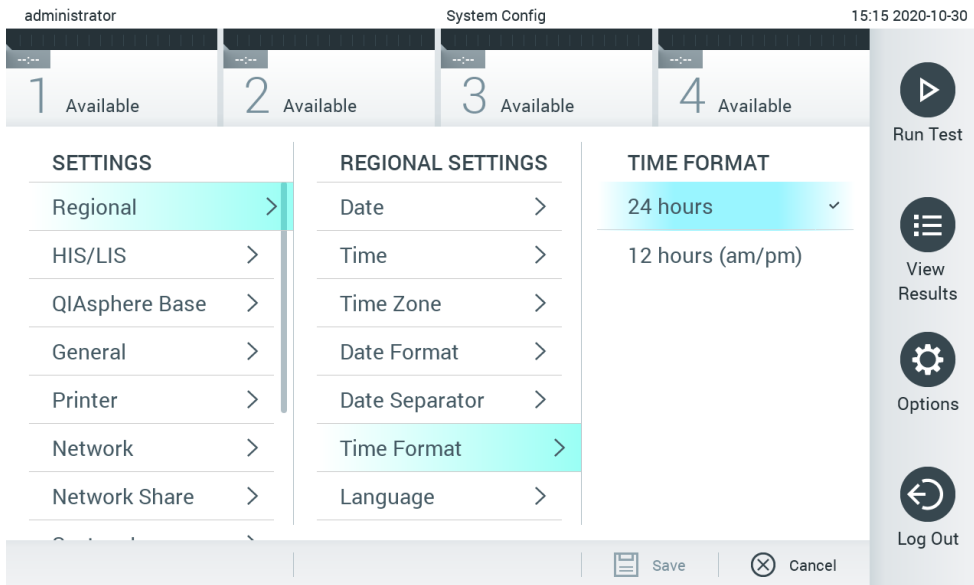 administrator
System Config
15:15 2020-10-30
--:--
--:--
--:--
--:--
1 Available
2 Available
3 Available
4 Available
SETTINGS
Regional
HIS/LIS
QIAsphere Base
General
Printer
Network
Network Share
REGIONAL SETTINGS
Date
Time
Time Zone
Date Format
Date Separator
Time Format
Language
TIME FORMAT
24 hours
12 hours (am/pm)
Run Test
View
Results
Options
Log Out
Save
Cancel